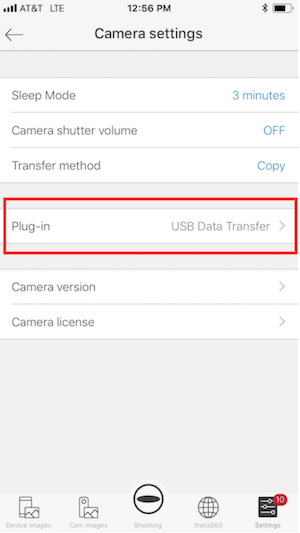 AT&T LTE 12:56 PM
Camera settings
Sleep Mode 3 minutes
Camera shutter volume OFF
Transfer method Copy
Plug-in USB Data Transfer
Camera version
Camera license
10
Device images Cam images Shooting theta360 Settings